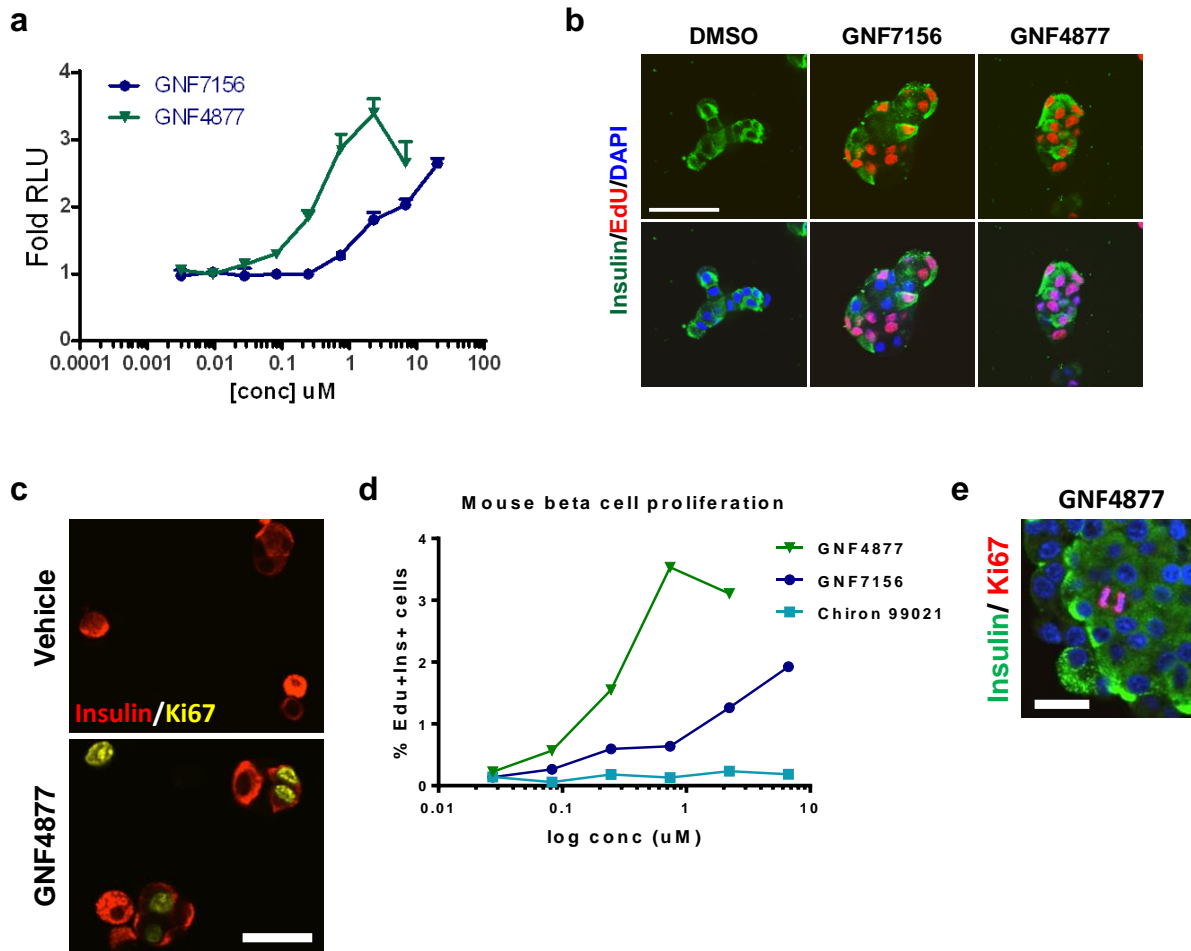 a
GNF7156
GNF4877
4
3
2
1
0
Fold RLU
0.0001 0.001 0.01 0.1 1 10 100
[conc] uM
b
DMSO GNF7156 GNF4877
Insulin/EdU/DAPI
c
Vehicle
Insulin/Ki67
GNF4877
d
Mouse beta cell proliferation
GNF4877
GNF7156
Chiron 99021
4
3
2
1
0
% Edu+Ins+ cells
0.01 0.1 1 10
log conc (uM)
e
GNF4877
Insulin/ Ki67